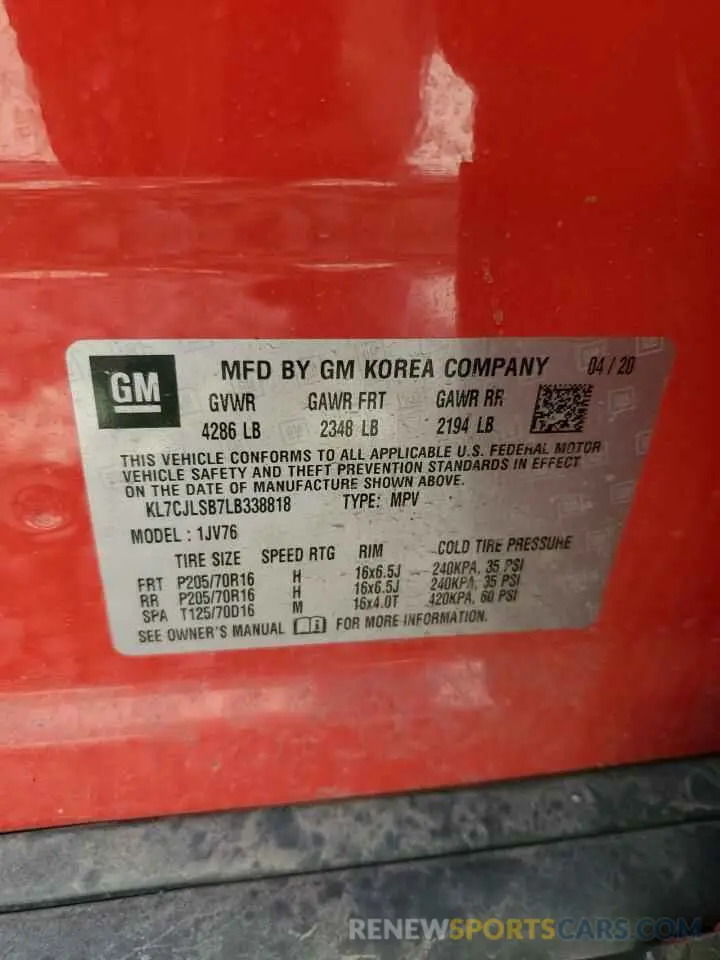 GM
MFD BY GM KOREA COMPANY 04/20
GVWR GAWR FRT GAWR RR
4286 LB 2348 LB 2194 LB
THIS VEHICLE CONFORMS TO ALL APPLICABLE U.S. FEDERAL MOTOR
VEHICLE SAFETY AND THEFT PREVENTION STANDARDS IN EFFECT
ON THE DATE OF MANUFACTURE SHOWN ABOVE.
KL7CJLSB7LB338818 TYPE: MPV
MODEL : 1JV76
TIRE SIZE SPEED RTG RIM COLD TIRE PRESSURE
FRT P205/70R16 H 16x6.5J 240KPA, 35 PSI
RR P205/70R16 H 16x6.5J 240KPA, 35 PSI
SPA T125/70D16 M 16x4.0T 420KPA, 60 PSI
SEE OWNER'S MANUAL FOR MORE INFORMATION.
RENEWSPORTSCARS.COM